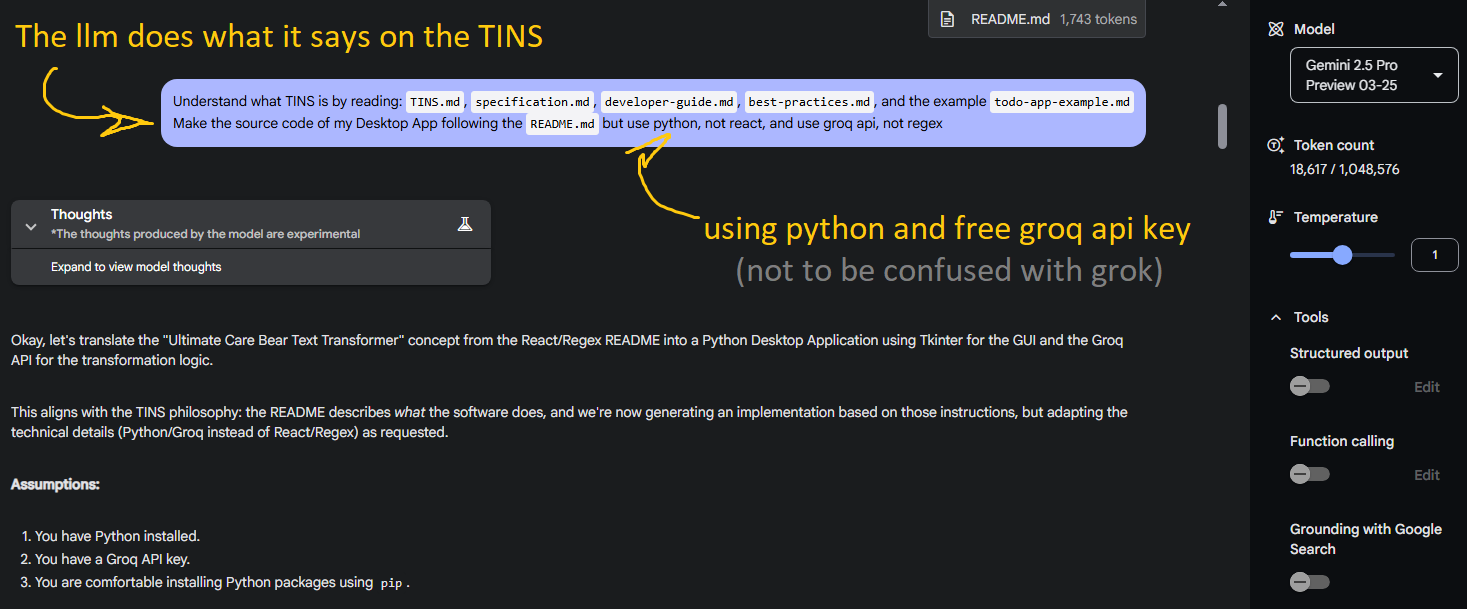 README.md 1,743 tokens
The llm does what it says on the TINS
Understand what TINS is by reading: TINS.md, specification.md, developer-guide.md, best-practices.md, and the example todo-app-example.md
Make the source code of my Desktop App following the README.md but use python, not react, and use groq api, not regex
using python and free groq api key
(not to be confused with grok)
Thoughts
*The thoughts produced by the model are experimental
Expand to view model thoughts
Okay, let's translate the "Ultimate Care Bear Text Transformer" concept from the React/Regex README into a Python Desktop Application using Tkinter for the GUI and the Groq
API for the transformation logic.
This aligns with the TINS philosophy: the README describes what the software does, and we're now generating an implementation based on those instructions, but adapting the
technical details (Python/Groq instead of React/Regex) as requested.
Assumptions:
1. You have Python installed.
2. You have a Groq API key.
3. You are comfortable installing Python packages using pip.
Model
Gemini 2.5 Pro
Preview 03-25
Token count
18,617 / 1,048,576
Temperature
1
Tools
Structured output
Edit
Function calling
Edit
Grounding with Google
Search